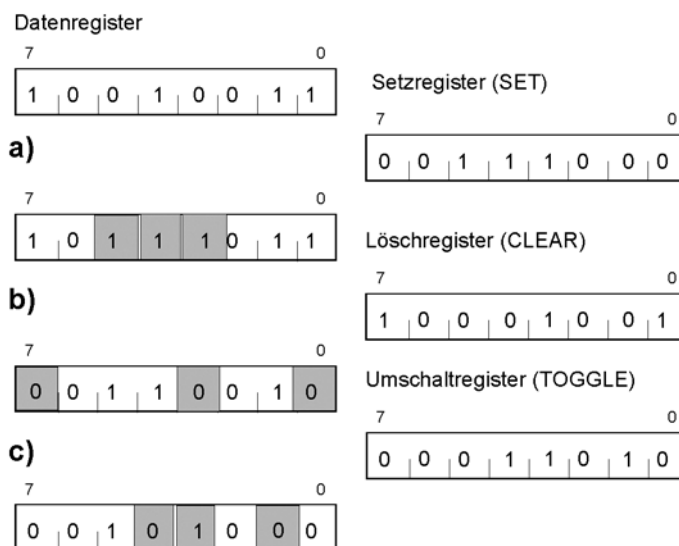 Datenregister
7 0
1 0 0 1 0 0 1 1
a)
7 0
1 0 1 1 1 0 1 1
b)
7 0
0 0 1 1 0 0 1 0
c)
7 0
0 0 1 0 1 0 0 0
Setzregister (SET)
7 0
0 0 1 1 1 0 0 0
Löschregister (CLEAR)
7 0
1 0 0 0 1 0 0 1
Umschaltregister (TOGGLE)
7 0
0 0 0 1 1 0 1 0